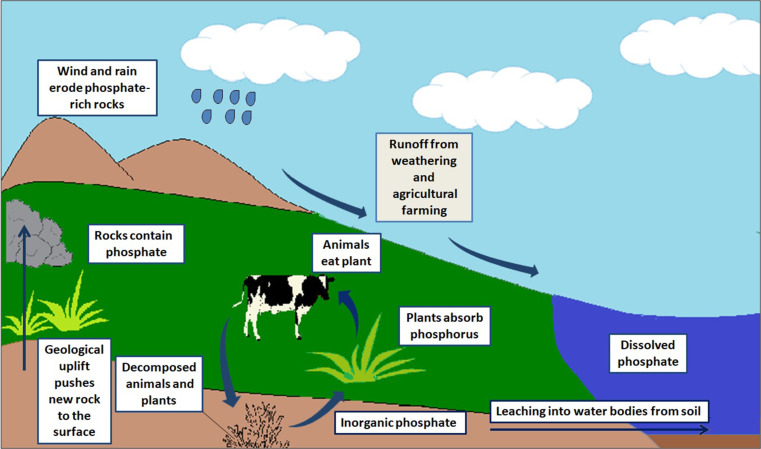 Wind and rain
erode phosphate-
rich rocks
Runoff from
weathering
and
agricultural
farming
Rocks contain
phosphate
Animals
eat plant
Plants absorb
phosphorus
Dissolved
phosphate
Geological
uplift
pushes
new rock
to the
surface
Decomposed
animals and
plants
Inorganic phosphate
Leaching into water bodies from soil